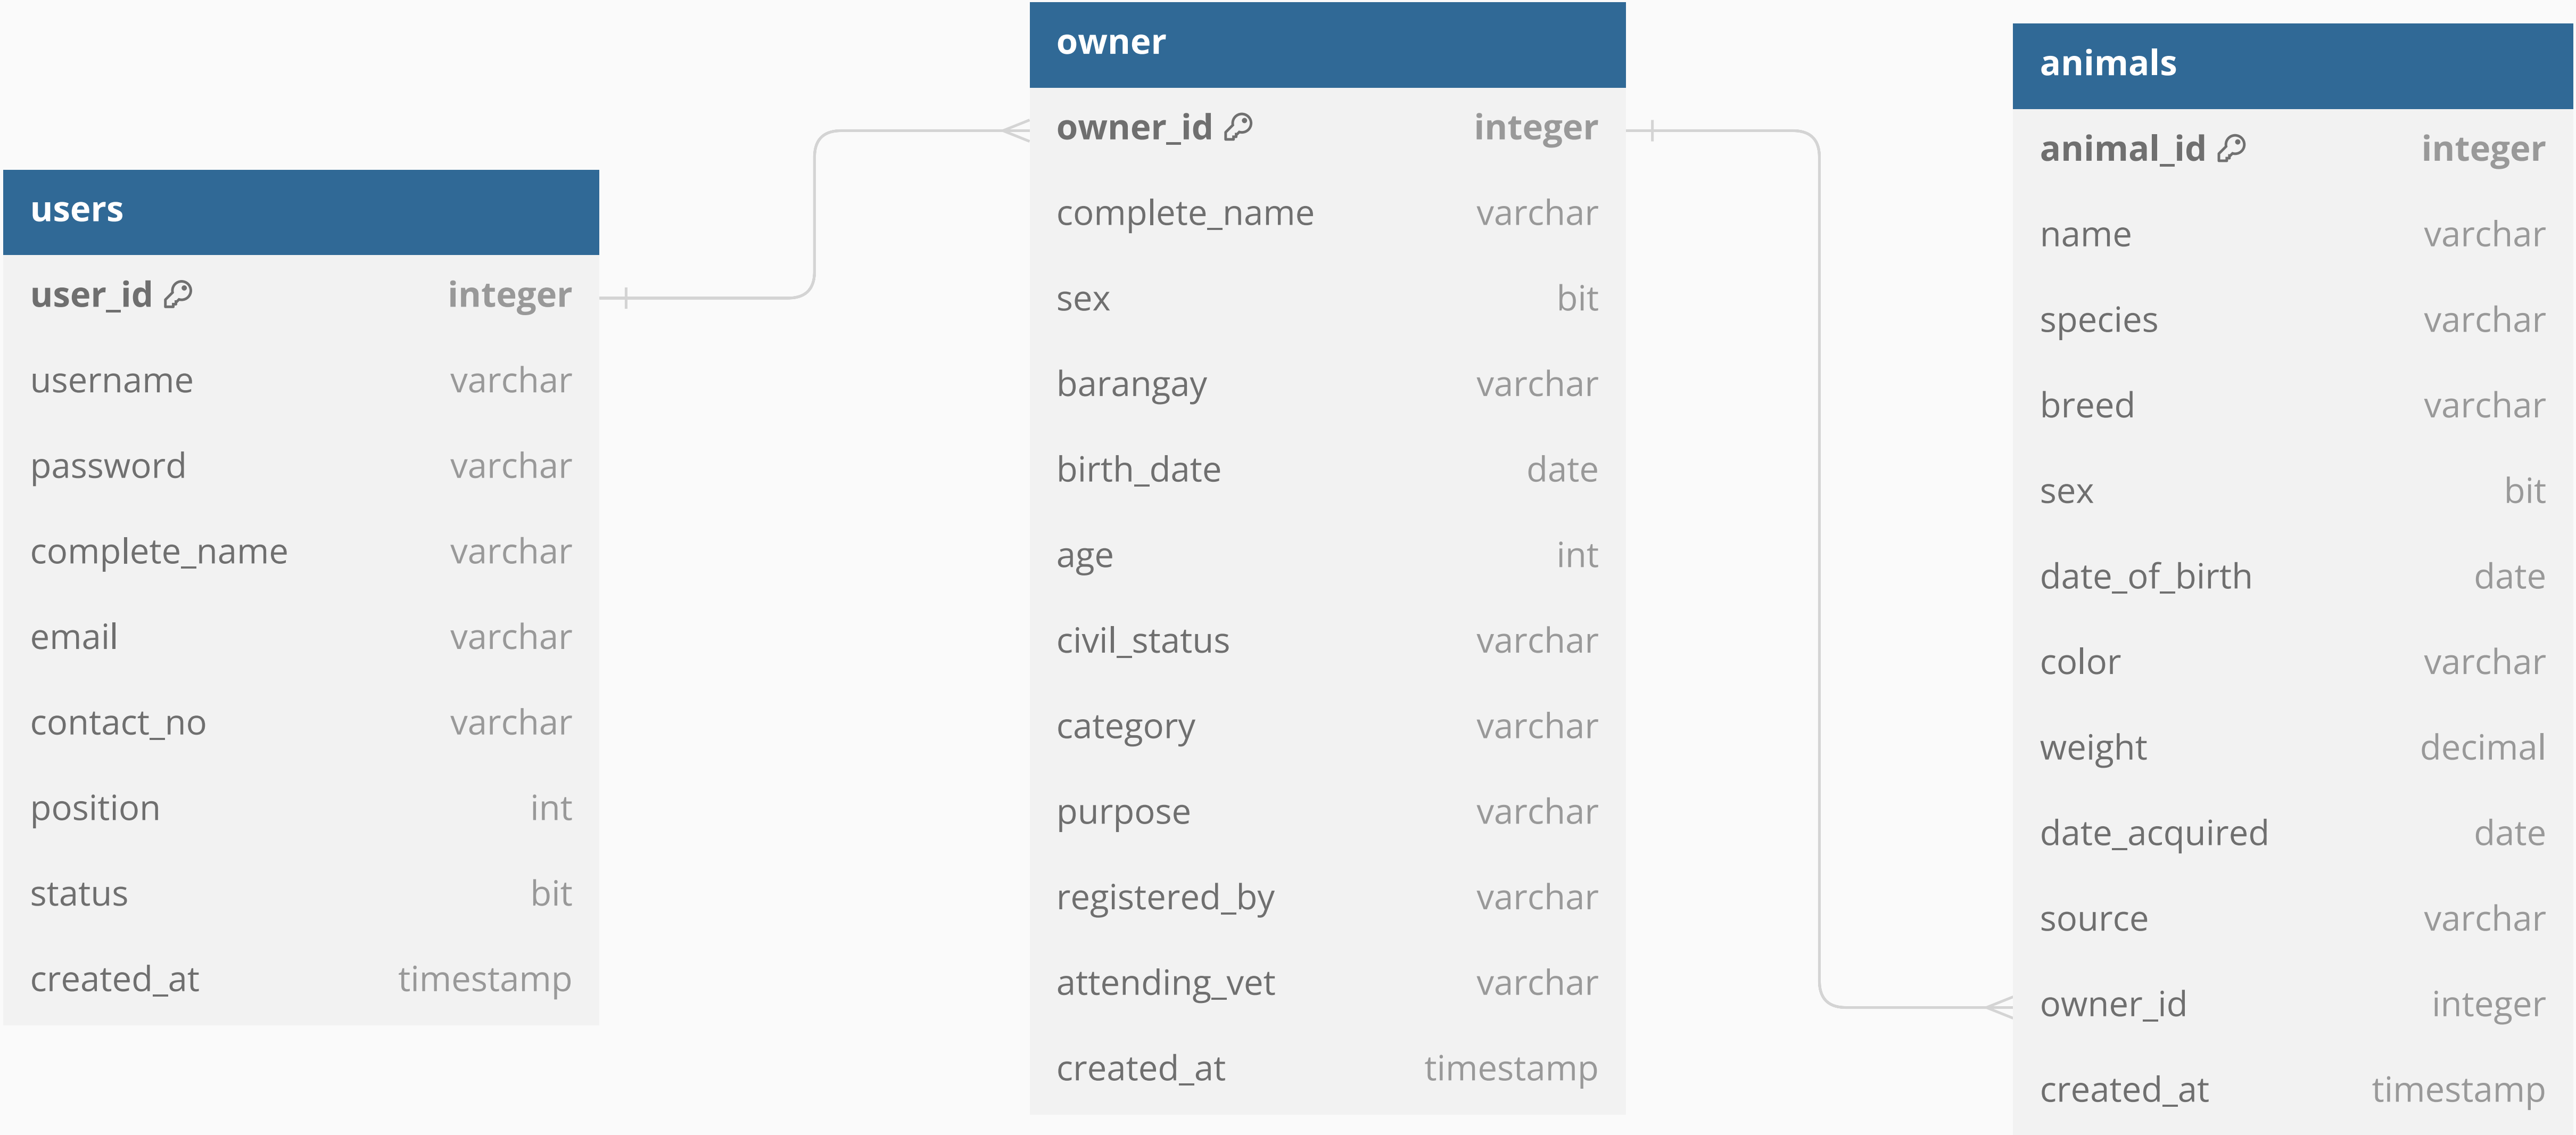 users
user_id integer
username varchar
password varchar
complete_name varchar
email varchar
contact_no varchar
position int
status bit
created_at timestamp
owner
owner_id integer
complete_name varchar
sex bit
barangay varchar
birth_date date
age int
civil_status varchar
category varchar
purpose varchar
registered_by varchar
attending_vet varchar
created_at timestamp
animals
animal_id integer
name varchar
species varchar
breed varchar
sex bit
date_of_birth date
color varchar
weight decimal
date_acquired date
source varchar
owner_id integer
created_at timestamp